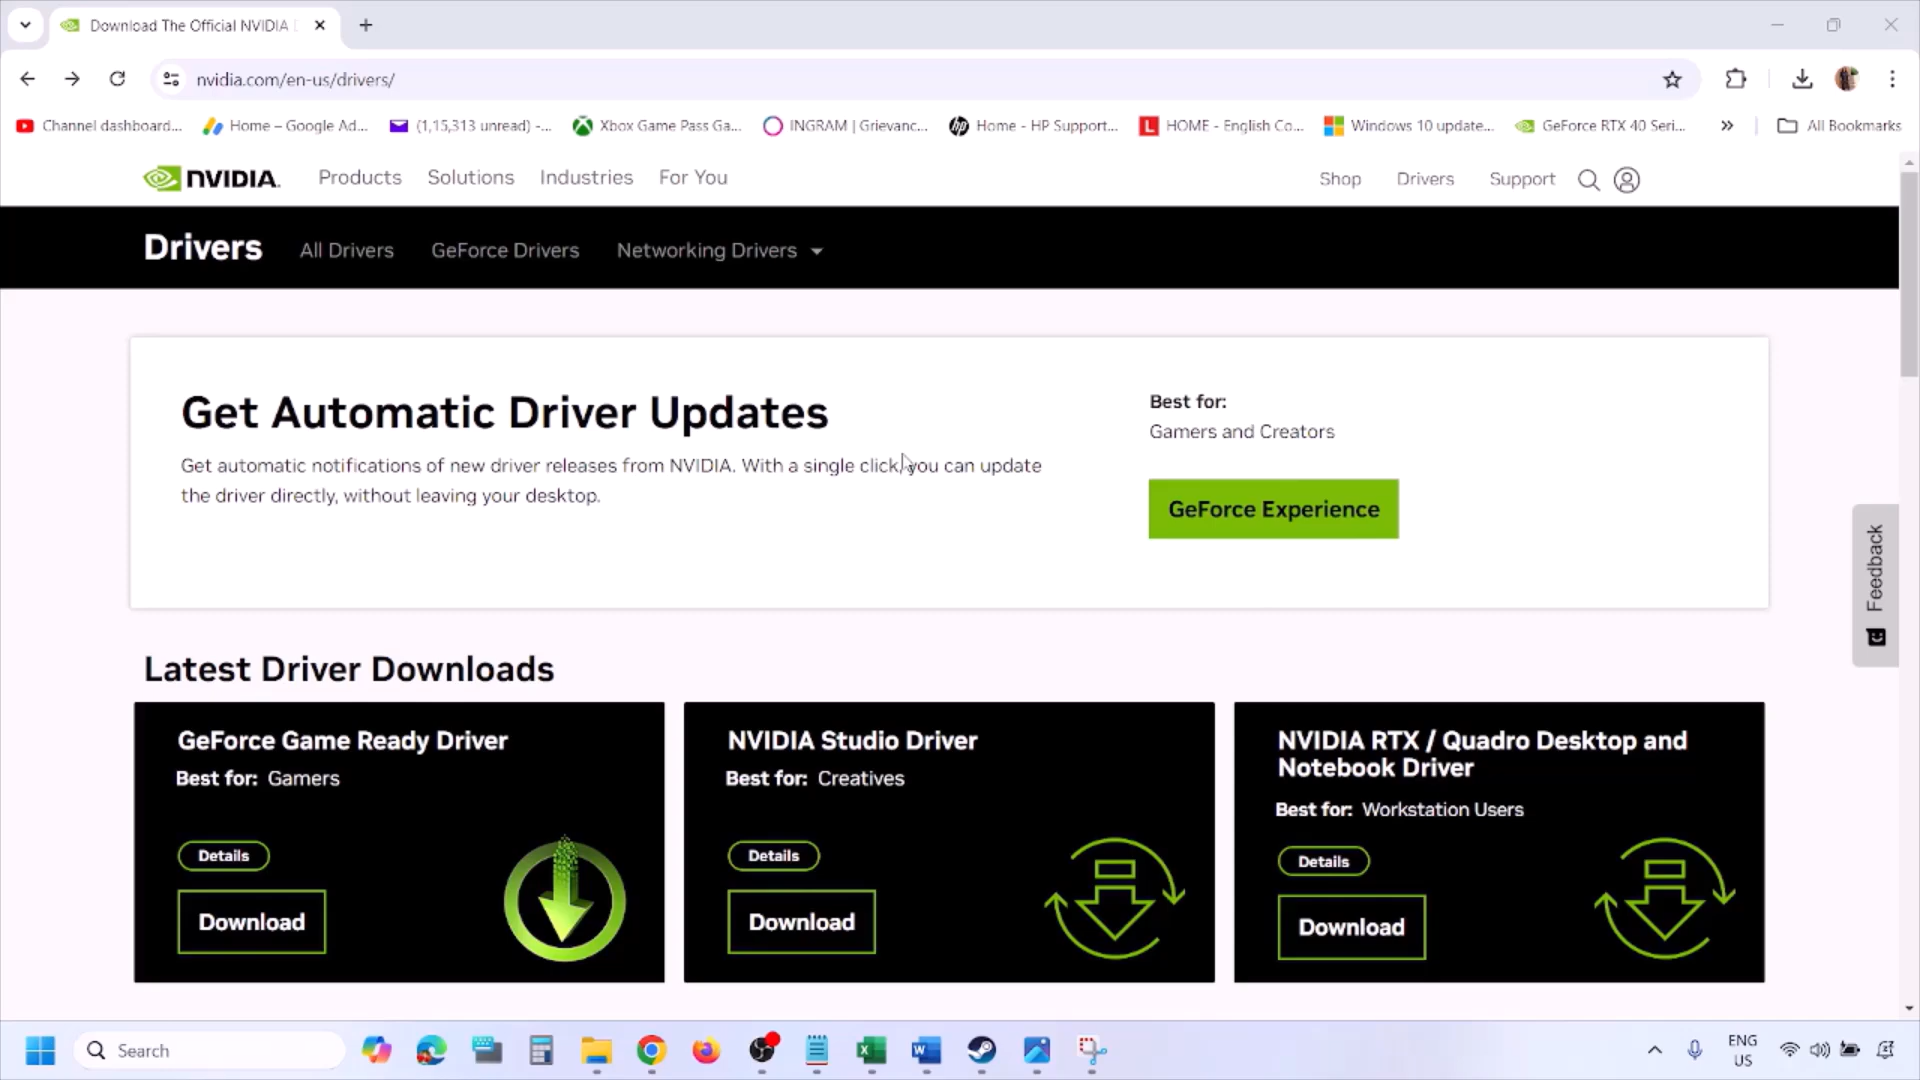 Download The Official NVIDIA
nvidia.com/en-us/drivers/
Channel dashboard...
Home – Google Ad...
(1,15,313 unread) -...
Xbox Game Pass Ga...
INGRAM | Grievanc...
Home - HP Support...
HOME - English Co...
Windows 10 update...
GeForce RTX 40 Seri...
All Bookmarks
NVIDIA.
Products
Solutions
Industries
For You
Shop
Drivers
Support
Drivers
All Drivers
GeForce Drivers
Networking Drivers
Get Automatic Driver Updates
Get automatic notifications of new driver releases from NVIDIA. With a single click, you can update
the driver directly, without leaving your desktop.
Best for:
Gamers and Creators
GeForce Experience
Feedback
Latest Driver Downloads
GeForce Game Ready Driver
Best for: Gamers
Details
Download
NVIDIA Studio Driver
Best for: Creatives
Details
Download
NVIDIA RTX / Quadro Desktop and
Notebook Driver
Best for: Workstation Users
Details
Download
Search
ENG
US